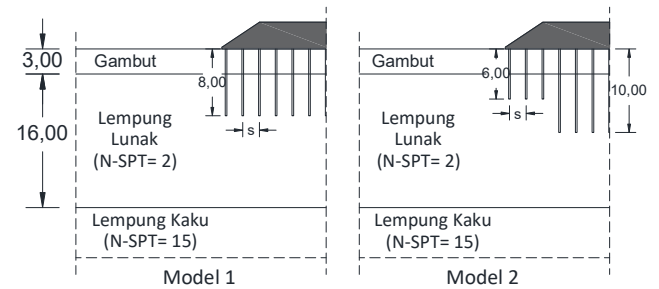 3,00
Gambut
8,00
s
16,00
Lempung
Lunak
(N-SPT= 2)
Lempung Kaku
(N-SPT= 15)
Model 1
Gambut
6,00
10,00
s
Lempung
Lunak
(N-SPT= 2)
Lempung Kaku
(N-SPT= 15)
Model 2